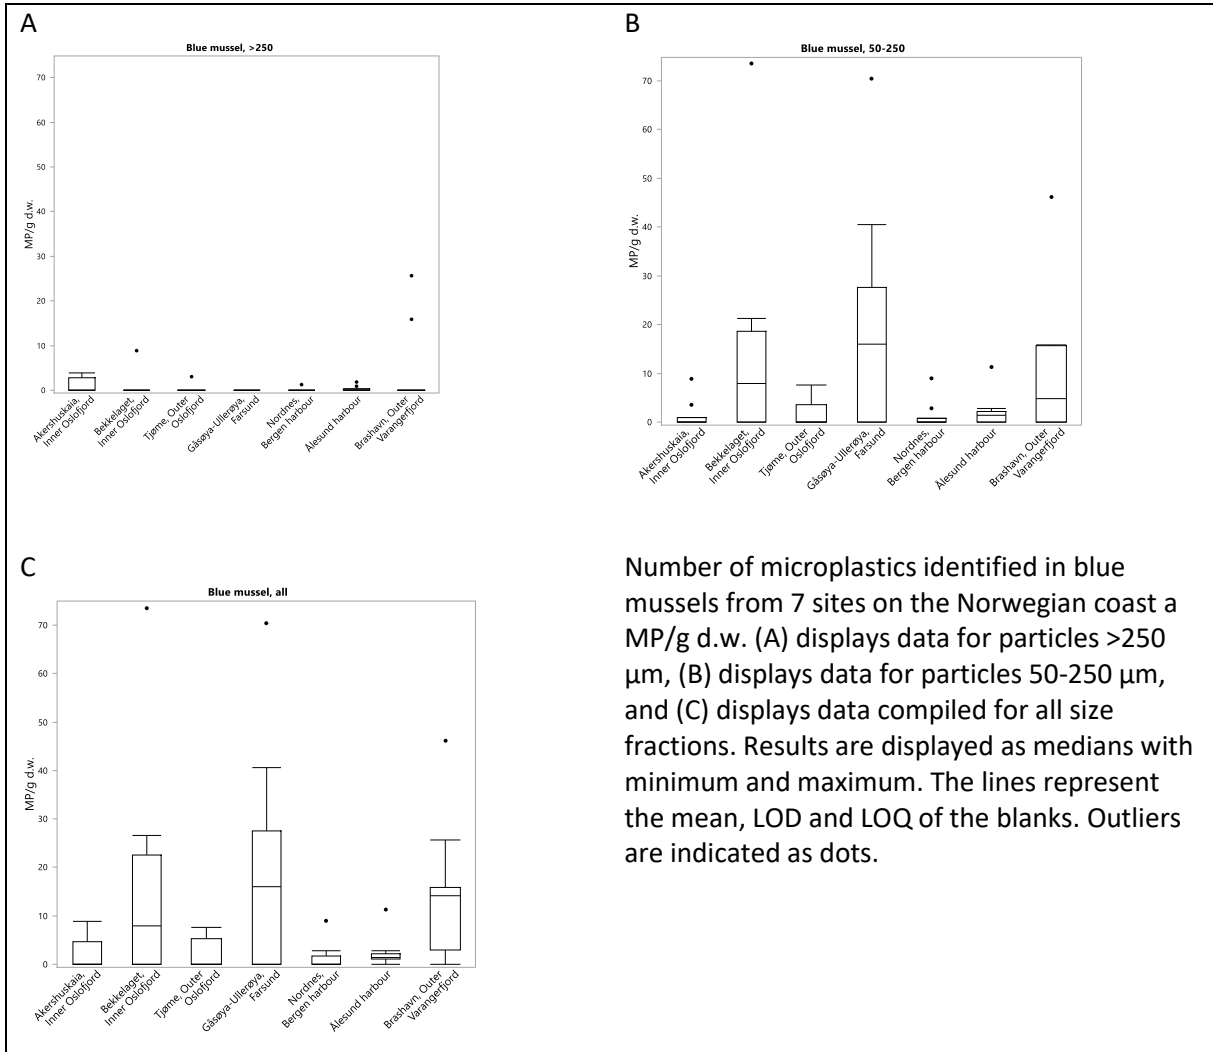 A
Blue mussel, >250
70
60
50
40
30
20
10
0
MP/g d.w.
Akershuskaia,
Inner Oslofjord
Bekkelaget,
Inner Oslofjord
Tjøme, Outer
Oslofjord
Gåsøya-Ullerøya,
Farsund
Nordnes,
Bergen harbour
Ålesund harbour
Brashavn, Outer
Varangerfjord
B
Blue mussel, 50-250
70
60
50
40
30
20
10
0
MP/g d.w.
Akershuskaia,
Inner Oslofjord
Bekkelaget,
Inner Oslofjord
Tjøme, Outer
Oslofjord
Gåsøya-Ullerøya,
Farsund
Nordnes,
Bergen harbour
Ålesund harbour
Brashavn, Outer
Varangerfjord
C
Blue mussel, all
70
60
50
40
30
20
10
0
MP/g d.w.
Akershuskaia,
Inner Oslofjord
Bekkelaget,
Inner Oslofjord
Tjøme, Outer
Oslofjord
Gåsøya-Ullerøya,
Farsund
Nordnes,
Bergen harbour
Ålesund harbour
Brashavn, Outer
Varangerfjord
Number of microplastics identified in blue
mussels from 7 sites on the Norwegian coast a
MP/g d.w. (A) displays data for particles >250
µm, (B) displays data for particles 50-250 µm,
and (C) displays data compiled for all size
fractions. Results are displayed as medians with
minimum and maximum. The lines represent
the mean, LOD and LOQ of the blanks. Outliers
are indicated as dots.